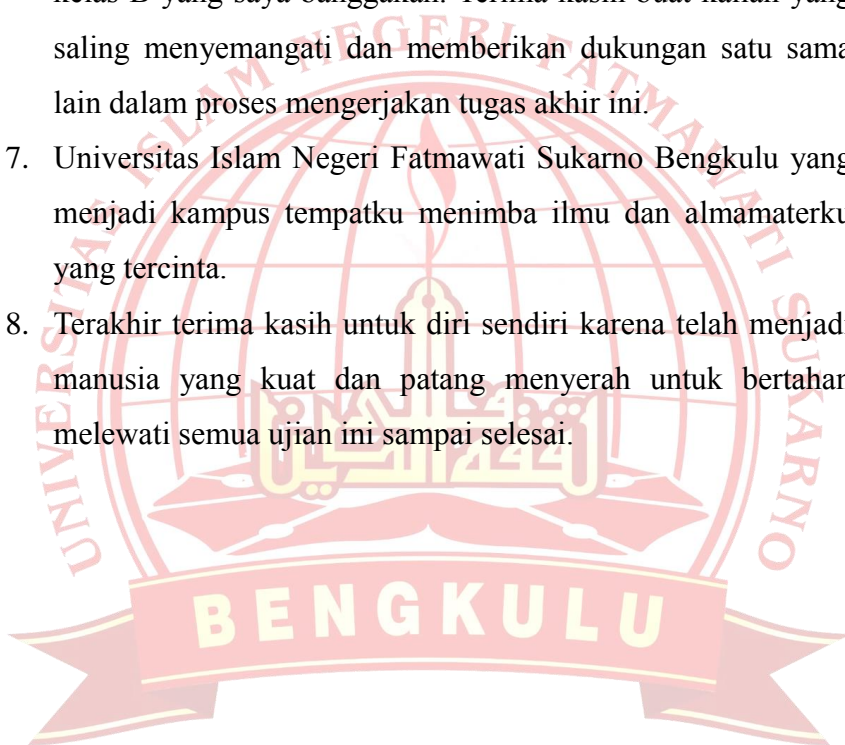 kelas B yang saya banggakan. Terima kasih buat kalian yang
saling menyemangati dan memberikan dukungan satu sama
lain dalam proses mengerjakan tugas akhir ini.
7. Universitas Islam Negeri Fatmawati Sukarno Bengkulu yang
menjadi kampus tempatku menimba ilmu dan almamaterku
yang tercinta.
8. Terakhir terima kasih untuk diri sendiri karena telah menjadi
manusia yang kuat dan patang menyerah untuk bertahan
melewati semua ujian ini sampai selesai.
UNIVERSITAS ISLAM NEGERI FATMAWATI SUKARNO
BENGKULU